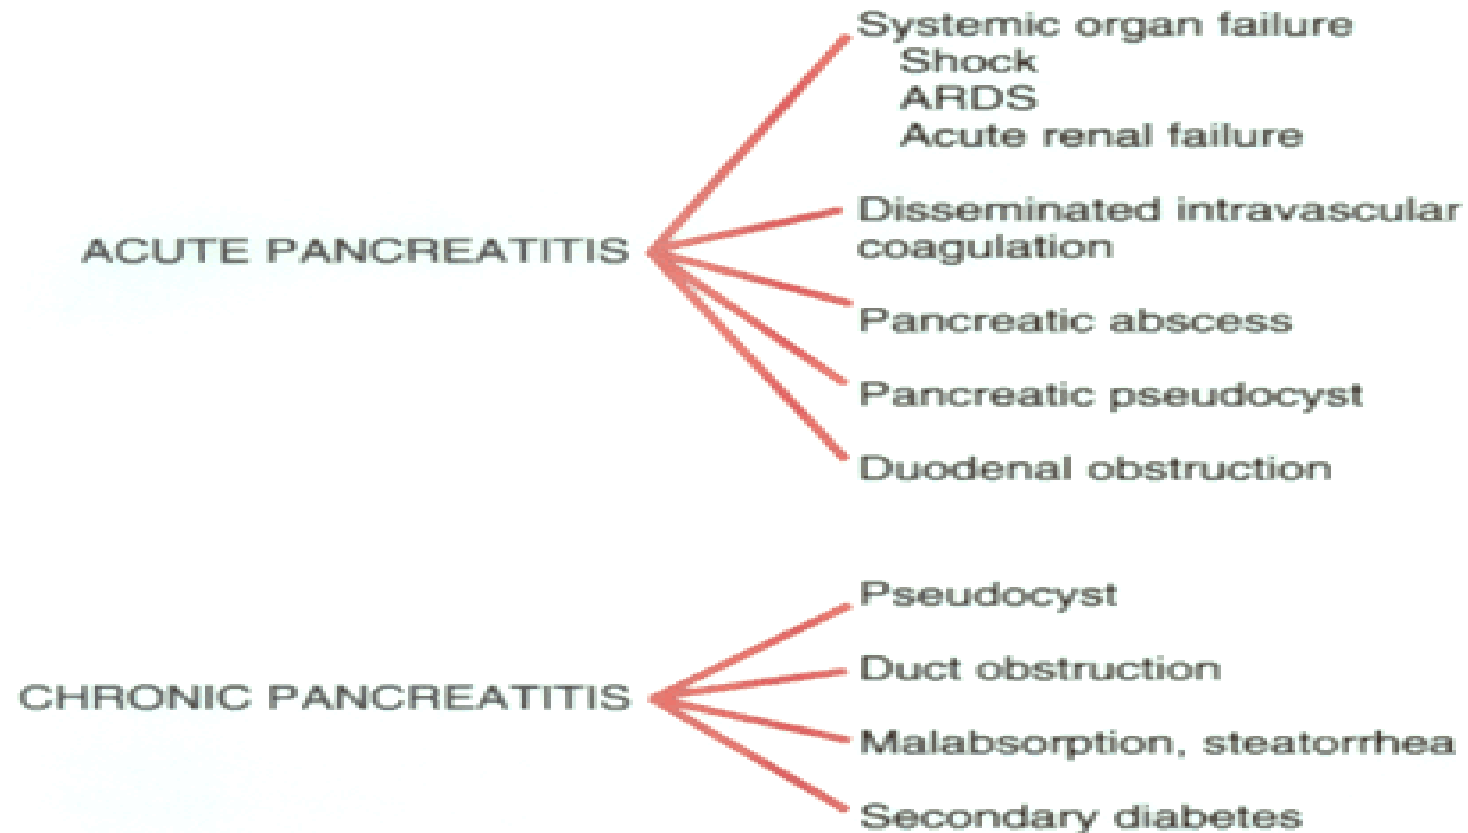 Systemic organ failure
Shock
ARDS
Acute renal failure
ACUTE PANCREATITIS
Disseminated intravascular
coagulation
Pancreatic abscess
Pancreatic pseudocyst
Duodenal obstruction
CHRONIC PANCREATITIS
Pseudocyst
Duct obstruction
Malabsorption, steatorrhea
Secondary diabetes